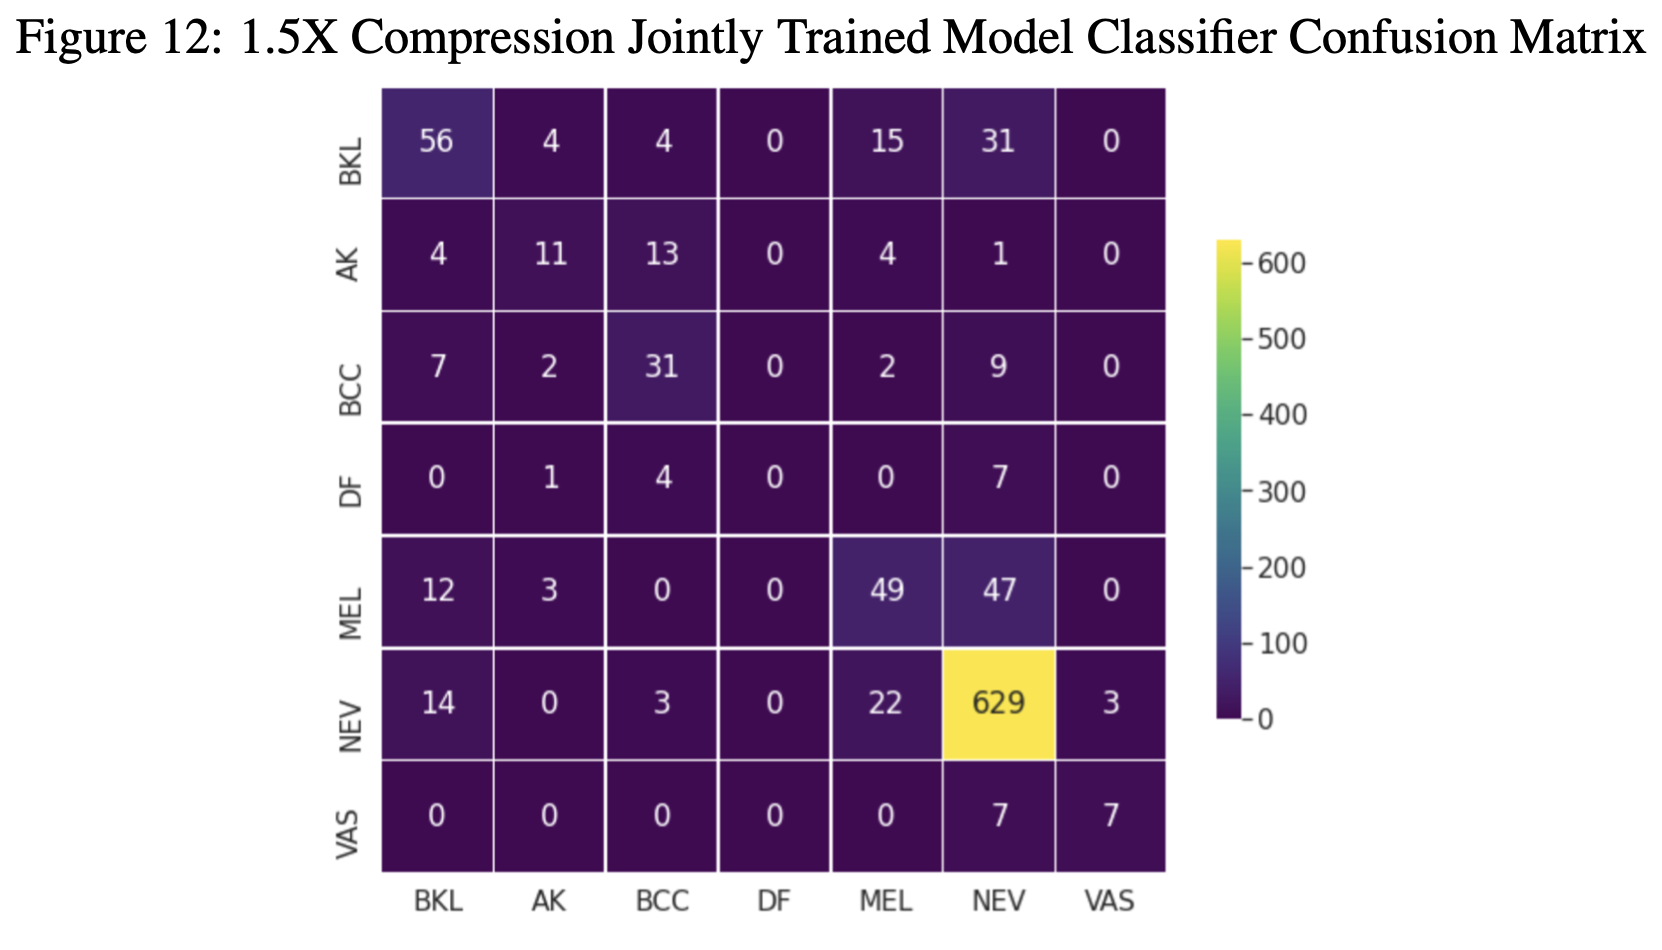 Figure 12: 1.5X Compression Jointly Trained Model Classifier Confusion Matrix
BKL 56 4 4 0 15 31 0
AK 4 11 13 0 4 1 0
BCC 7 2 31 0 2 9 0
DF 0 1 4 0 0 7 0
MEL 12 3 0 0 49 47 0
NEV 14 0 3 0 22 629 3
VAS 0 0 0 0 0 7 7
BKL AK BCC DF MEL NEV VAS
600
500
400
300
200
100
0